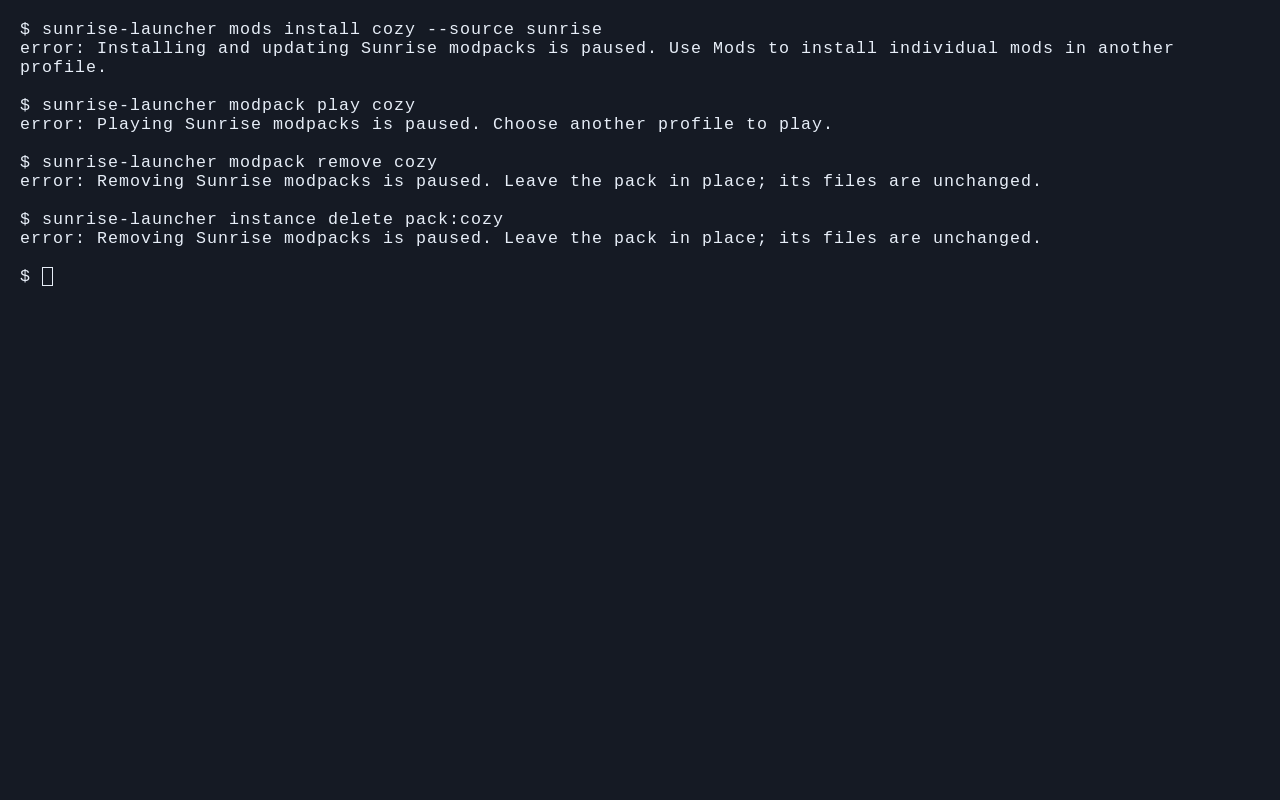 $ sunrise-launcher mods install cozy --source sunrise
error: Installing and updating Sunrise modpacks is paused. Use Mods to install individual mods in another
profile.
$ sunrise-launcher modpack play cozy
error: Playing Sunrise modpacks is paused. Choose another profile to play.
$ sunrise-launcher modpack remove cozy
error: Removing Sunrise modpacks is paused. Leave the pack in place; its files are unchanged.
$ sunrise-launcher instance delete pack:cozy
error: Removing Sunrise modpacks is paused. Leave the pack in place; its files are unchanged.
$